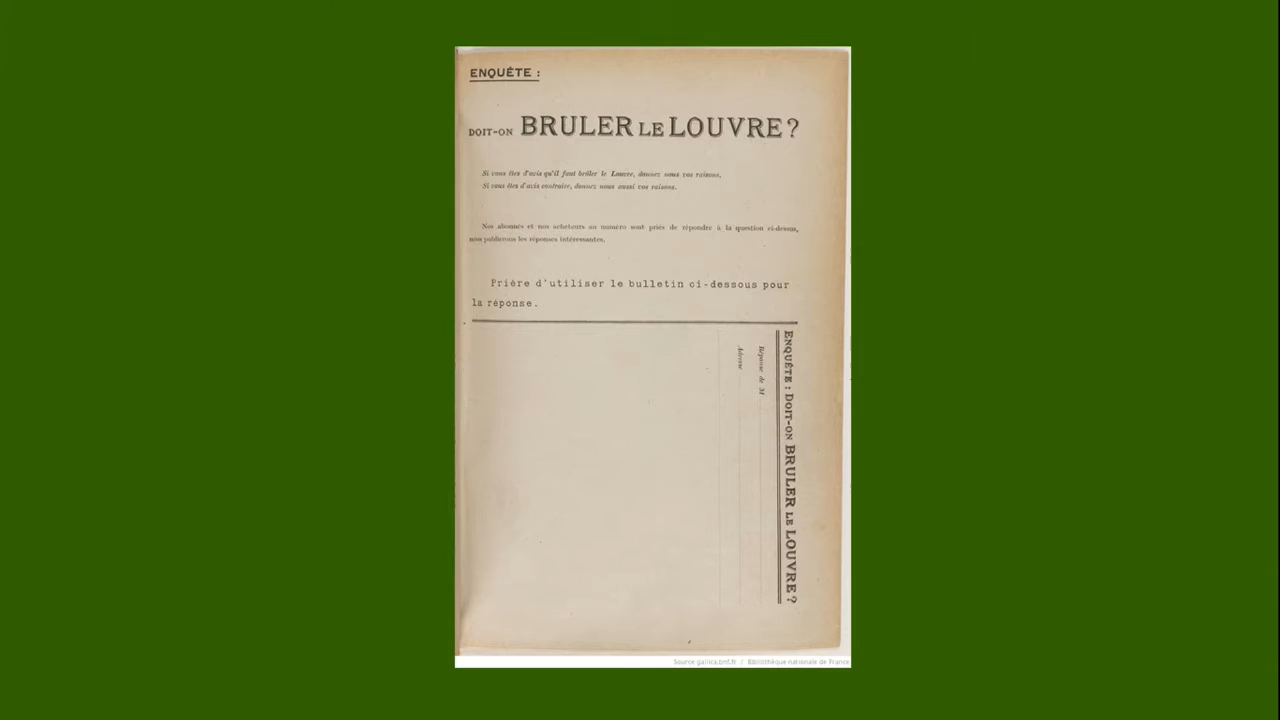 ENQUÊTE :
DOIT-ON BRULER LE LOUVRE ?
Si vous êtes d'avis qu'il faut brûler le Louvre, donnez nous vos raisons,
Si vous êtes d'avis contraire, donnez nous aussi vos raisons.
Nos abonnés et nos acheteurs au numéro sont priés de répondre à la question ci-dessus,
nous publierons les réponses intéressantes.
Prière d'utiliser le bulletin ci-dessous pour
la réponse.
ENQUÊTE : DOIT-ON BRULER LE LOUVRE ?
Réponse de M
Adresse
Source gallica.bnf.fr / Bibliothèque nationale de France